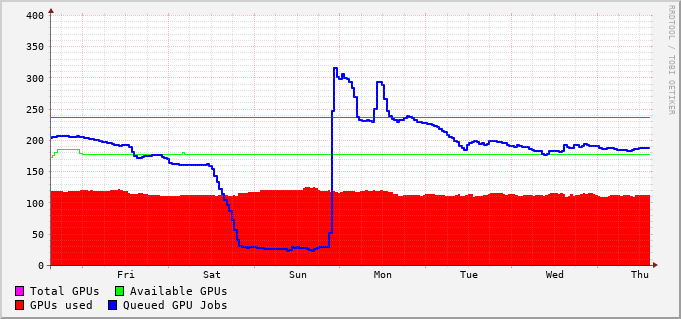 400
350
300
250
200
150
100
50
0
Fri Sat Sun Mon Tue Wed Thu
Total GPUs Available GPUs
GPUs used Queued GPU Jobs
RRDTOOL / TOBI OETIKER